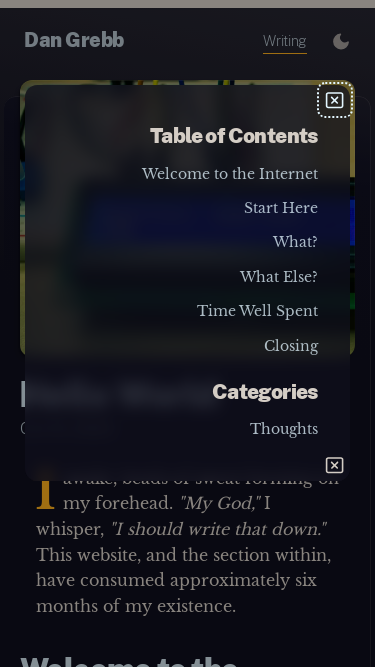 Dan Grebb
Writing
Table of Contents
Welcome to the Internet
Start Here
What?
What Else?
Time Well Spent
Closing
Categories
Thoughts
Hello World
I awake, beads of sweat forming on
my forehead. "My God," I
whisper, "I should write that down."
This website, and the section within,
have consumed approximately six
months of my existence.
Welcome to the